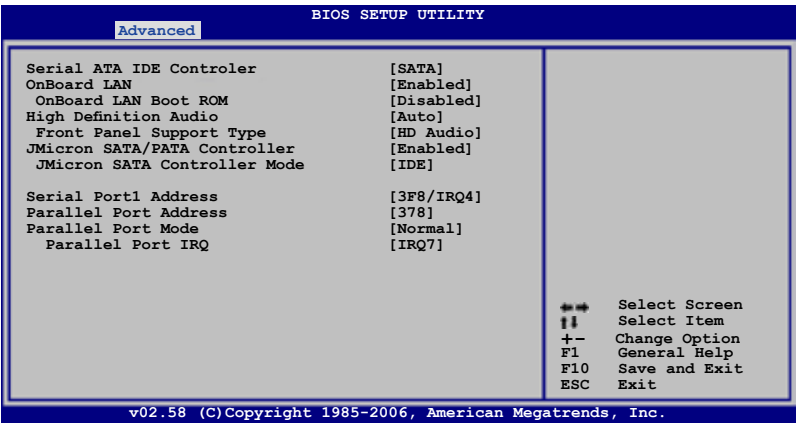 BIOS SETUP UTILITY
Advanced
Serial ATA IDE Controler [SATA]
OnBoard LAN [Enabled]
OnBoard LAN Boot ROM [Disabled]
High Definition Audio [Auto]
Front Panel Support Type [HD Audio]
JMicron SATA/PATA Controller [Enabled]
JMicron SATA Controller Mode [IDE]
Serial Port1 Address [3F8/IRQ4]
Parallel Port Address [378]
Parallel Port Mode [Normal]
Parallel Port IRQ [IRQ7]
←→ Select Screen
↑↓ Select Item
+- Change Option
F1 General Help
F10 Save and Exit
ESC Exit
v02.58 (C)Copyright 1985-2006, American Megatrends, Inc.